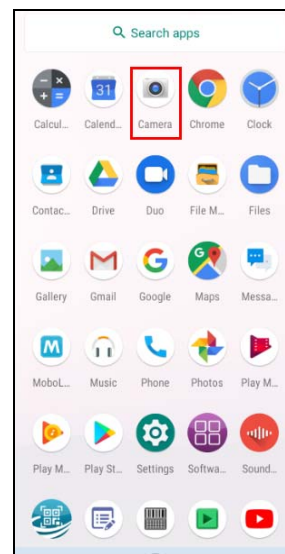 Search apps
31
Calcul... Calend... Camera Chrome Clock
Contac... Drive Duo File M... Files
Gallery Gmail Google Maps Messa...
MoboL... Music Phone Photos Play M...
Play M... Play St... Settings Softwa... Sound...